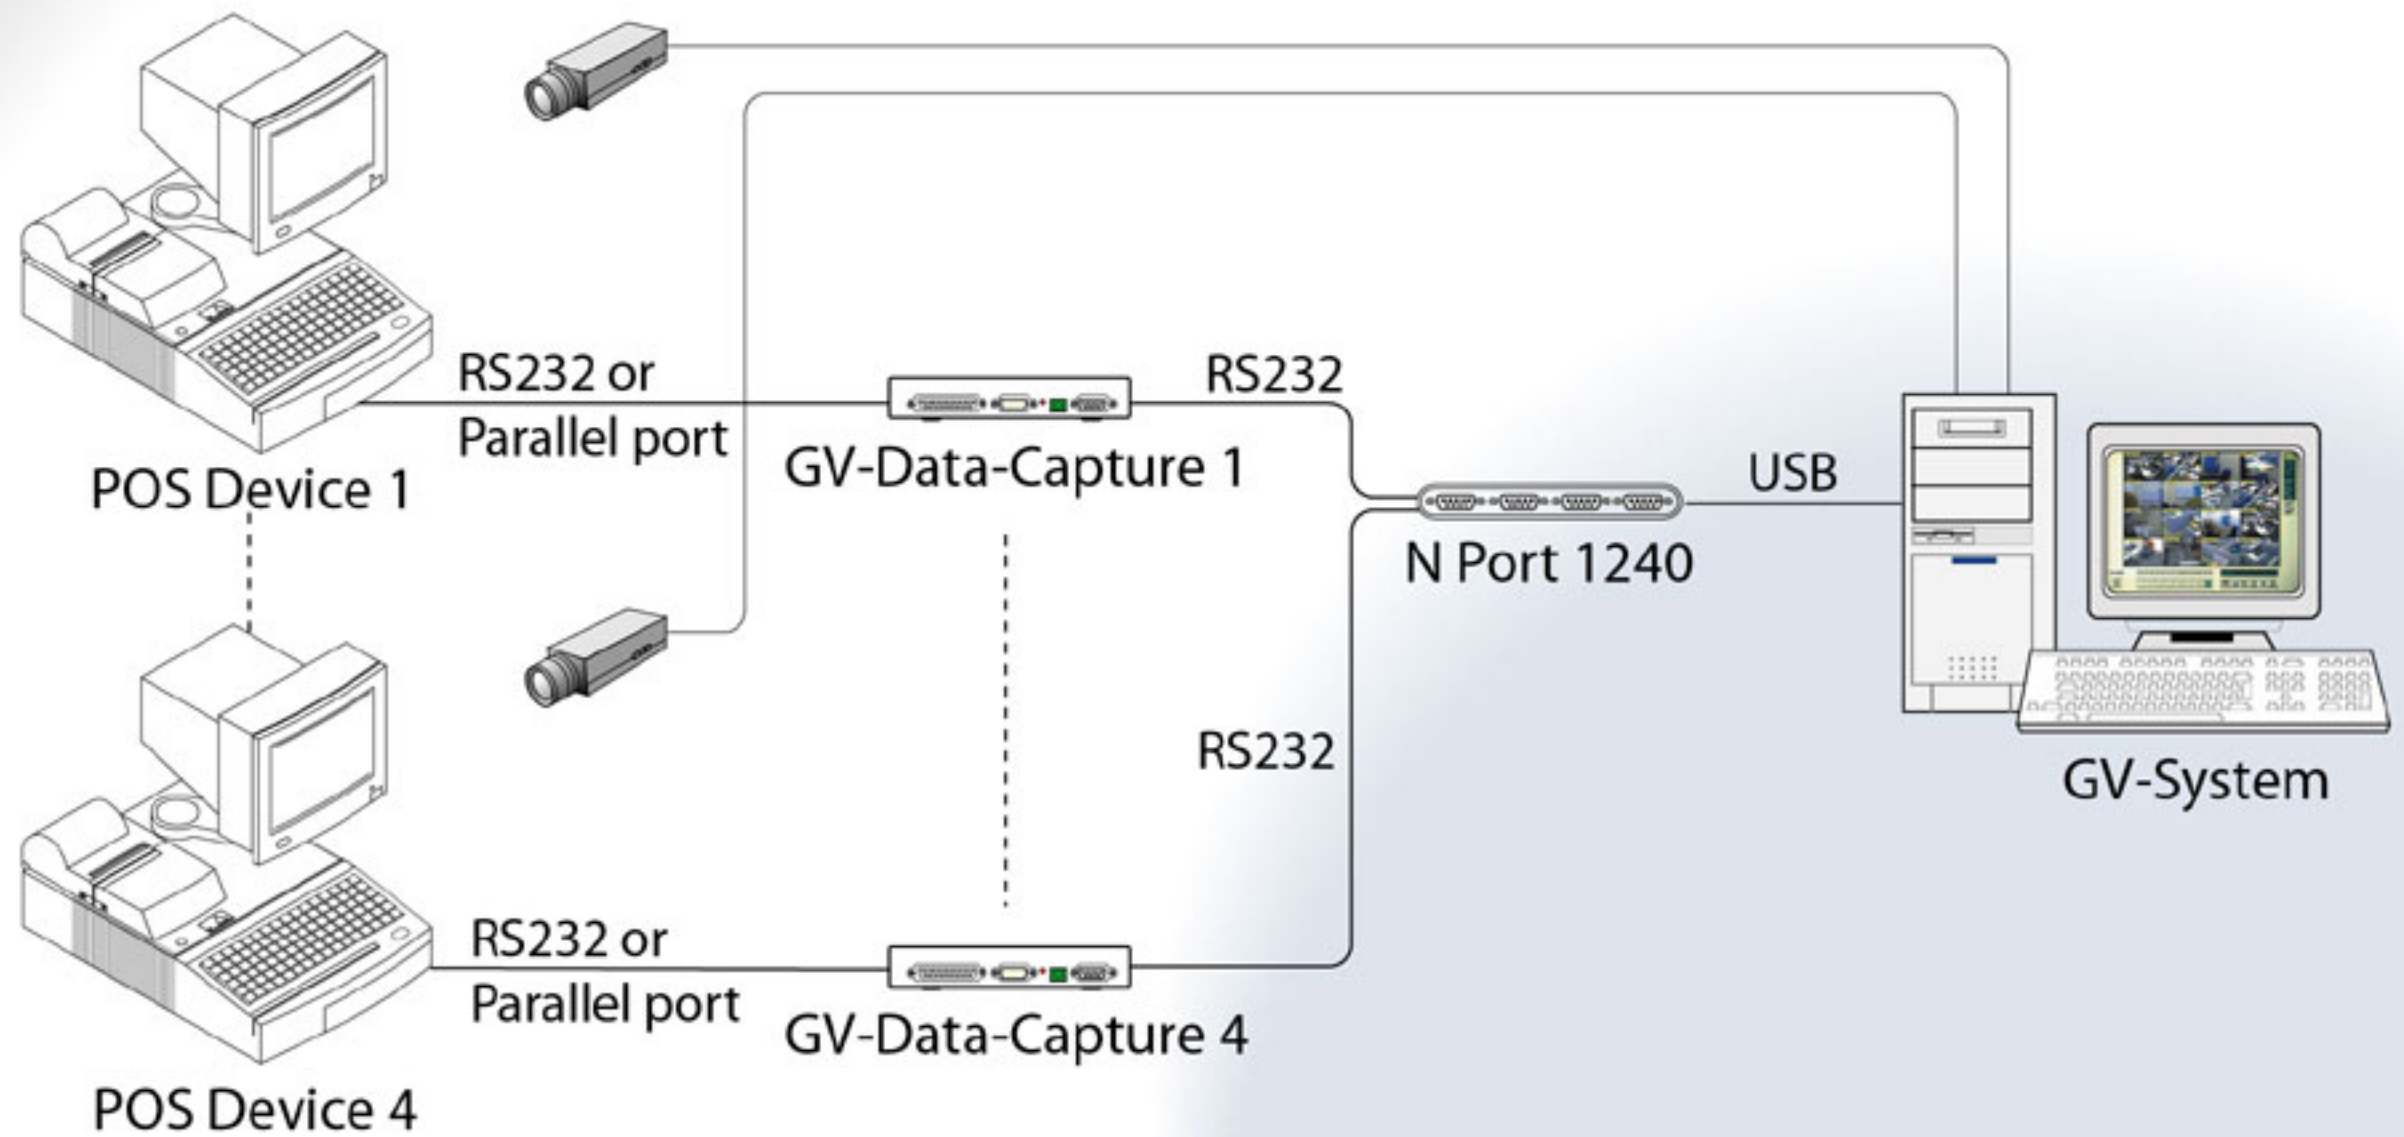 RS232 or
Parallel port
POS Device 1
GV-Data-Capture 1
RS232
N Port 1240
USB
GV-System
RS232
RS232 or
Parallel port
GV-Data-Capture 4
POS Device 4